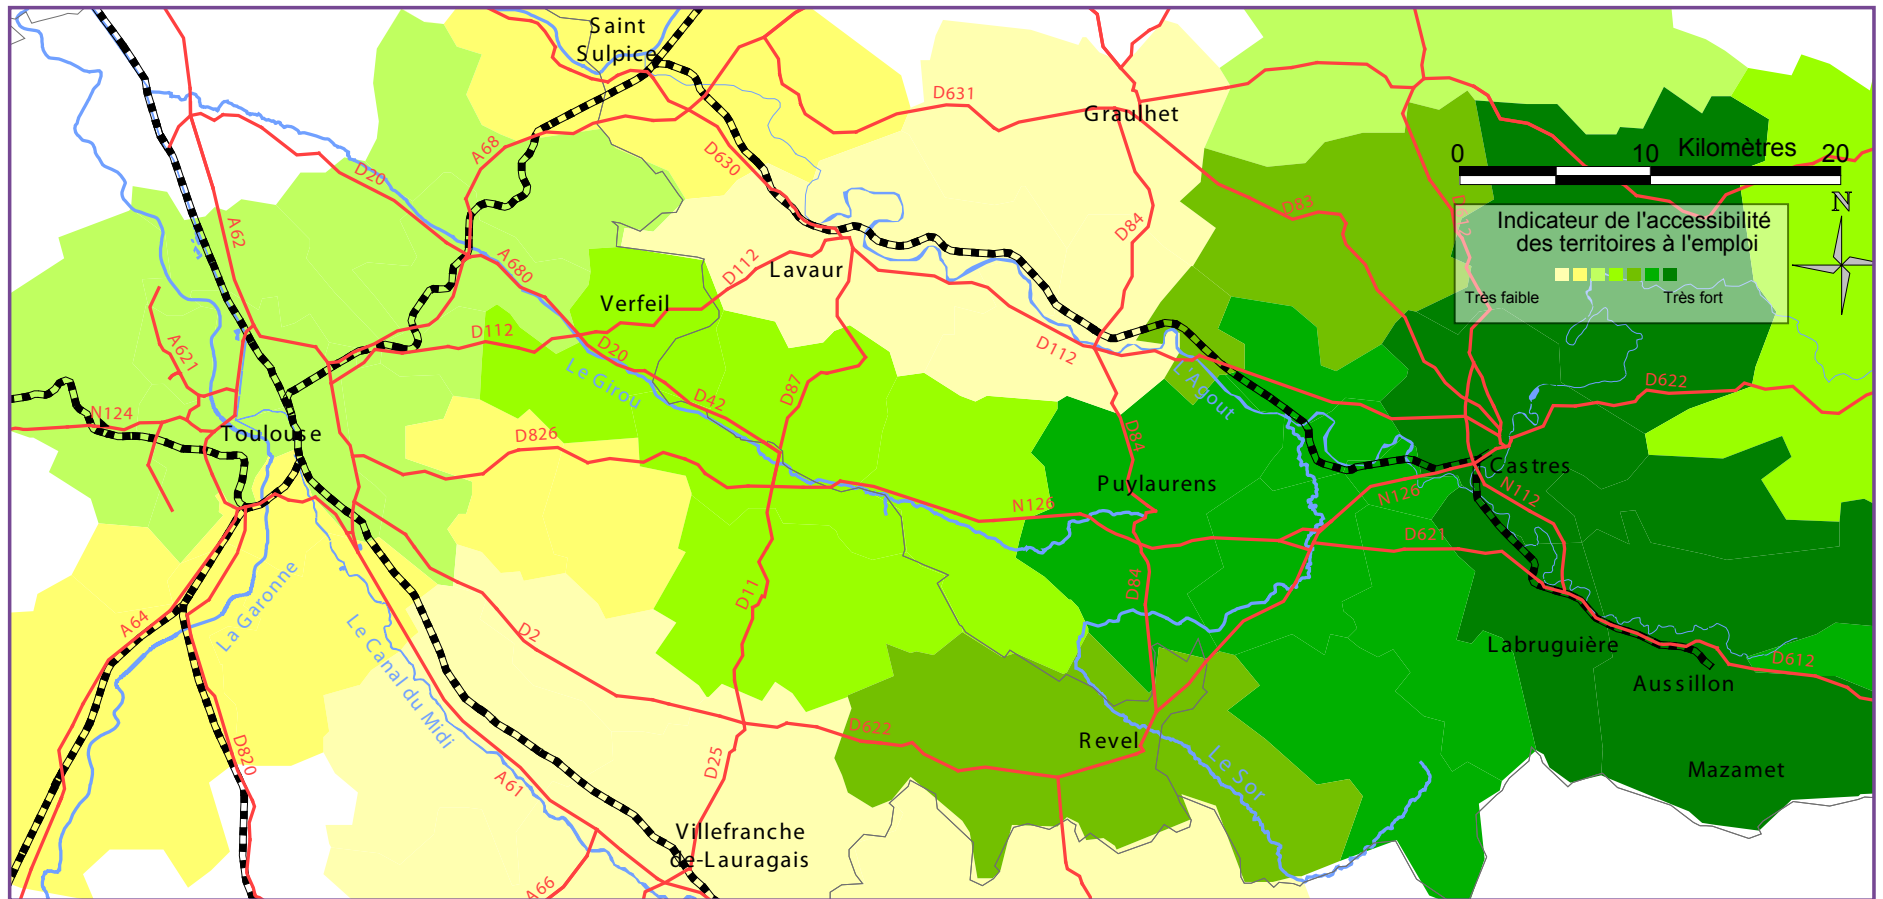 Saint
Sulpice
D631
Graulhet
0 10 Kilomètres 20
A68
D630
D20
D83
D612
N
Indicateur de l'accessibilité
des territoires à l'emploi
Très faible Très fort
A62
D84
A680
D112
Lavaur
Verfeil
D112
D20
A621
Le Girou
D87
D42
D112
L'Agout
D622
N124
Toulouse
D826
D84
Castres
Puylaurens
N126
N126
N112
D621
D84
D11
La Garonne
A64
Le Canal du Midi
D2
Labruguière
D612
Aussillon
D622
Revel
D820
D25
Le Sor
Mazamet
A61
Villefranche
de-Lauragais
A66